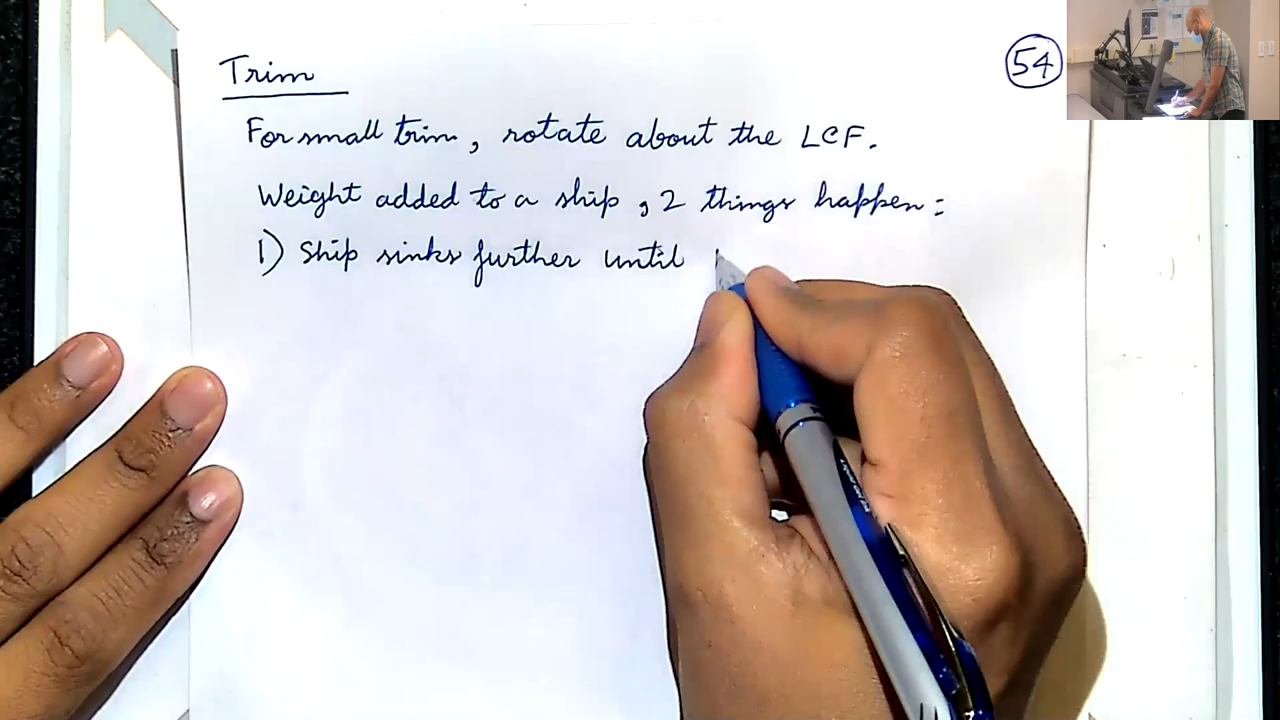 Trim
54
For small trim, rotate about the LCF.
Weight added to a ship, 2 things happen:
1) Ship sinks further until